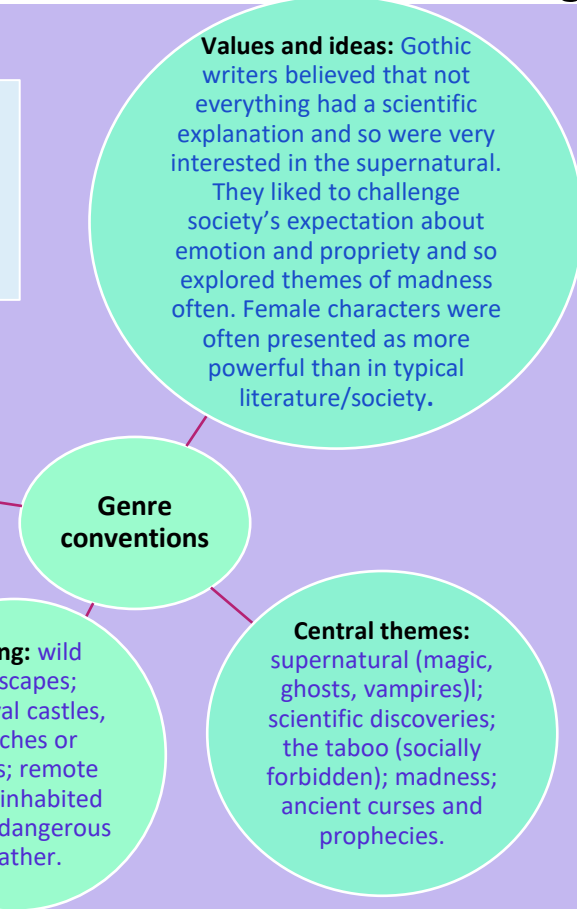 Values and ideas: Gothic
writers believed that not
everything had a scientific
explanation and so were very
interested in the supernatural.
They liked to challenge
society’s expectation about
emotion and propriety and so
explored themes of madness
often. Female characters were
often presented as more
powerful than in typical
literature/society.
Genre
conventions
ng: wild
scapes;
al castles,
ches or
s; remote
inhabited
dangerous
ather.
Central themes:
supernatural (magic,
ghosts, vampires)l;
scientific discoveries;
the taboo (socially
forbidden); madness;
ancient curses and
prophecies.